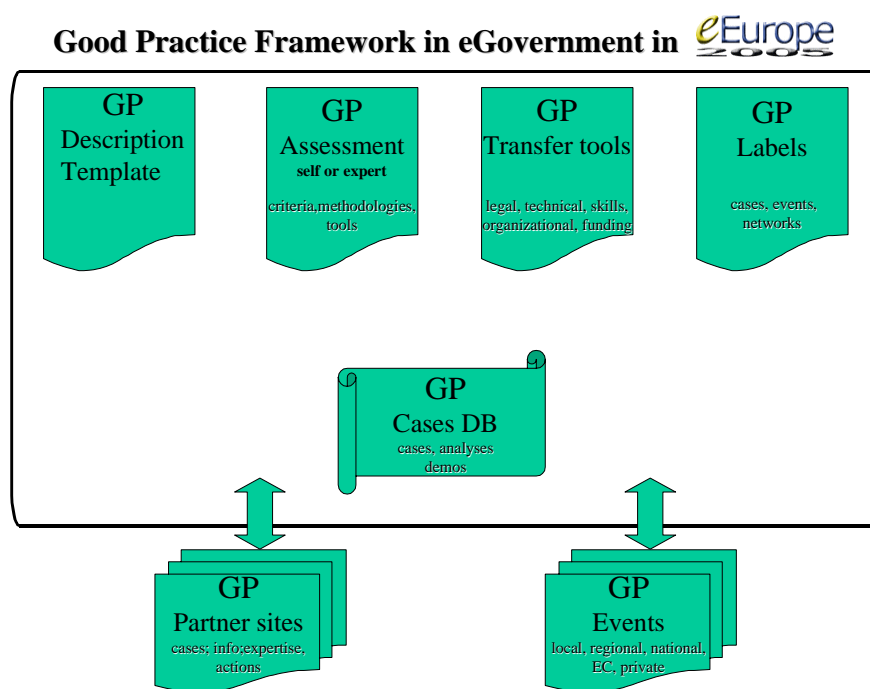 Good Practice Framework in eGovernment in eEurope
2005
GP
Description
Template
GP
Assessment
self or expert
criteria,methodologies,
tools
GP
Transfer tools
legal, technical, skills,
organizational, funding
GP
Labels
cases, events,
networks
GP
Cases DB
cases, analyses
demos
GP
Partner sites
cases; info;expertise,
actions
GP
Events
local, regional, national,
EC, private